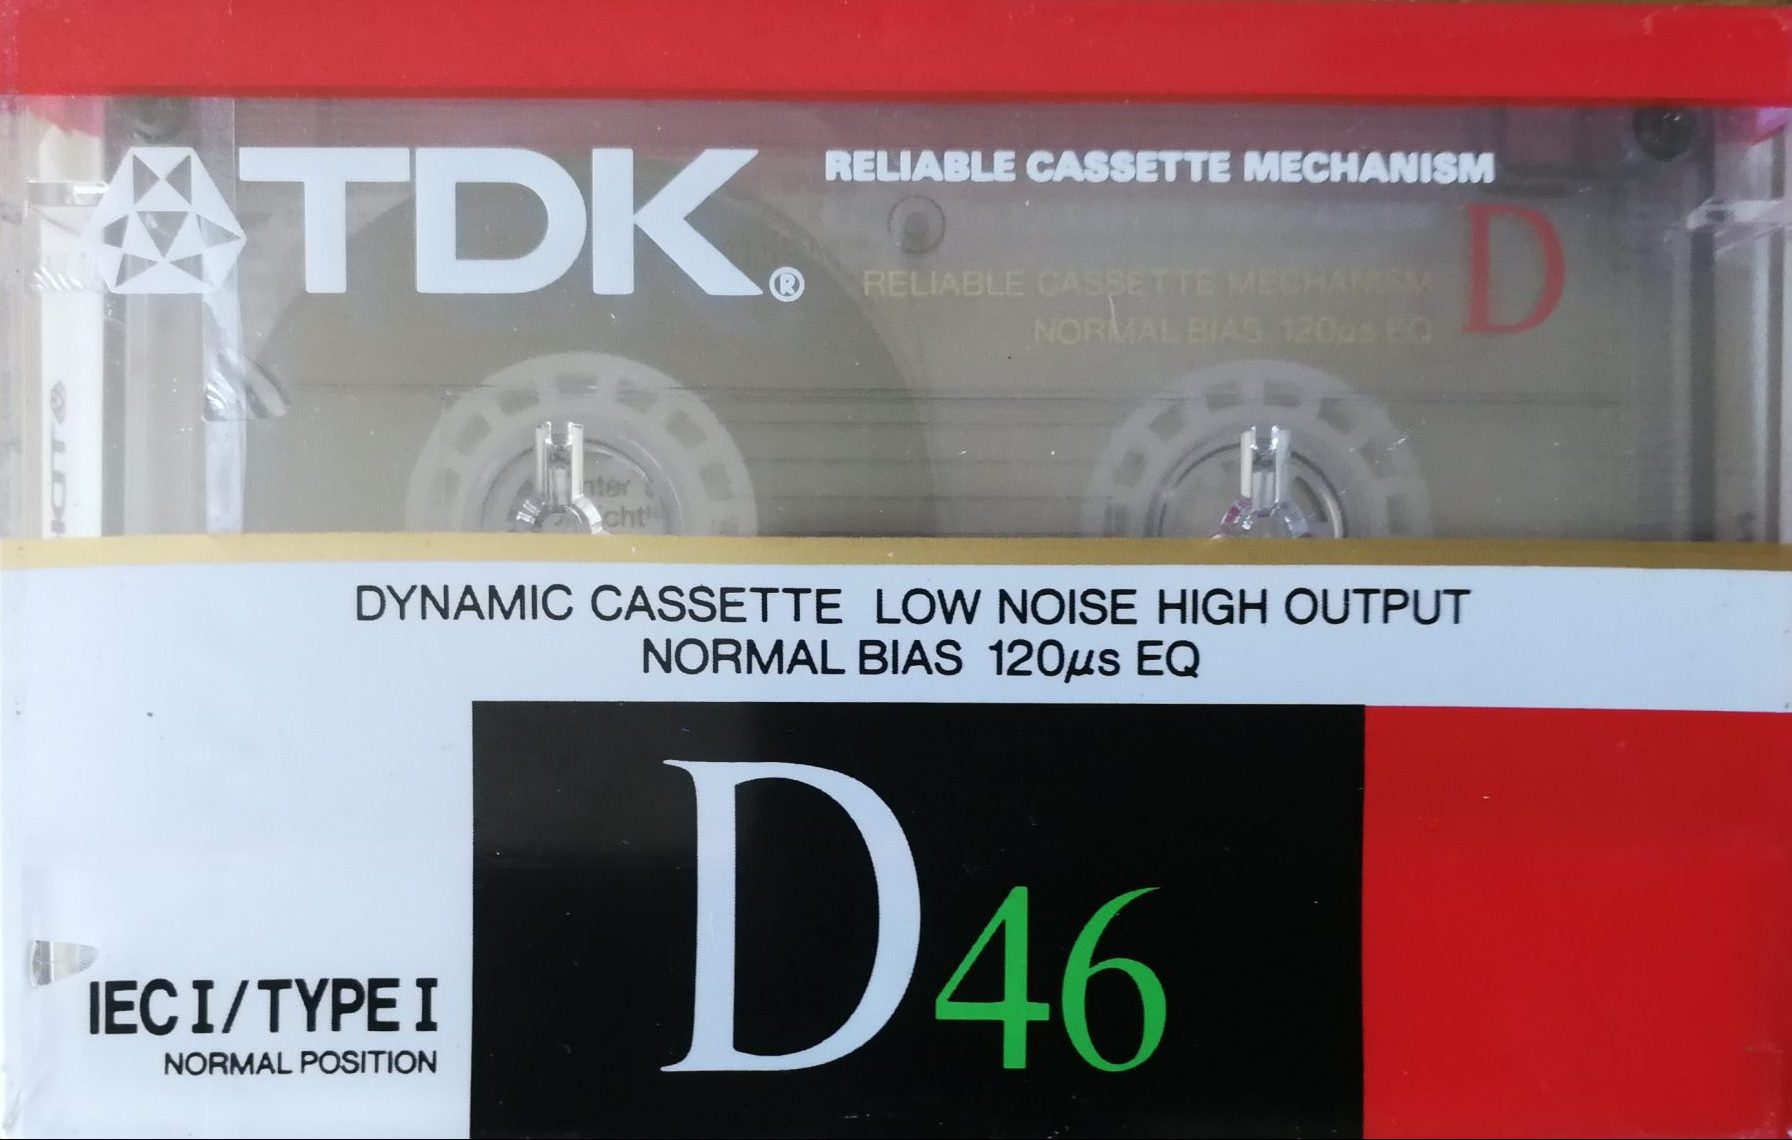 TDK®
RELIABLE CASSETTE MECHANISM
D
RELIABLE CASSETTE MECHANISM
NORMAL BIAS 120µs EQ
TDK
DYNAMIC CASSETTE LOW NOISE HIGH OUTPUT
NORMAL BIAS 120µs EQ
D46
IEC I/TYPE I
NORMAL POSITION